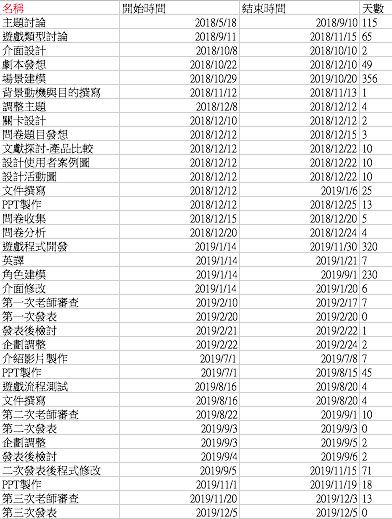 名稱 開始時間 結束時間 天數
主題討論 2018/5/18 2018/9/10 115
遊戲類型討論 2018/9/11 2018/11/15 65
介面設計 2018/10/8 2018/10/10 2
劇本發想 2018/10/22 2018/12/10 49
場景建模 2018/10/29 2019/10/20 356
背景動機與目的撰寫 2018/11/12 2018/11/13 1
調整主題 2018/12/8 2018/12/12 4
關卡設計 2018/12/10 2018/12/12 2
問卷題目發想 2018/12/12 2018/12/15 3
文獻探討-產品比較 2018/12/12 2018/12/22 10
設計使用者案例圖 2018/12/12 2018/12/22 10
設計活動圖 2018/12/12 2018/12/22 10
文件撰寫 2018/12/12 2019/1/6 25
PPT製作 2018/12/12 2018/12/25 13
問卷收集 2018/12/15 2018/12/20 5
問卷分析 2018/12/20 2018/12/24 4
遊戲程式開發 2019/1/14 2019/11/30 320
英譯 2019/1/14 2019/1/21 7
角色建模 2019/1/14 2019/9/1 230
介面修改 2019/1/14 2019/1/20 6
第一次老師審查 2019/2/10 2019/2/17 7
第一次發表 2019/2/20 2019/2/20 0
發表後檢討 2019/2/21 2019/2/22 1
企劃調整 2019/2/22 2019/2/24 2
介紹影片製作 2019/7/1 2019/7/8 7
PPT製作 2019/7/1 2019/8/15 45
遊戲流程測試 2019/8/16 2019/8/20 4
文件撰寫 2019/8/16 2019/8/20 4
第二次老師審查 2019/8/22 2019/9/1 10
第二次發表 2019/9/3 2019/9/3 0
企劃調整 2019/9/3 2019/9/5 2
發表後檢討 2019/9/4 2019/9/6 2
二次發表後程式修改 2019/9/5 2019/11/15 71
PPT製作 2019/11/1 2019/11/19 18
第三次老師審查 2019/11/20 2019/12/3 13
第三次發表 2019/12/5 2019/12/5 0